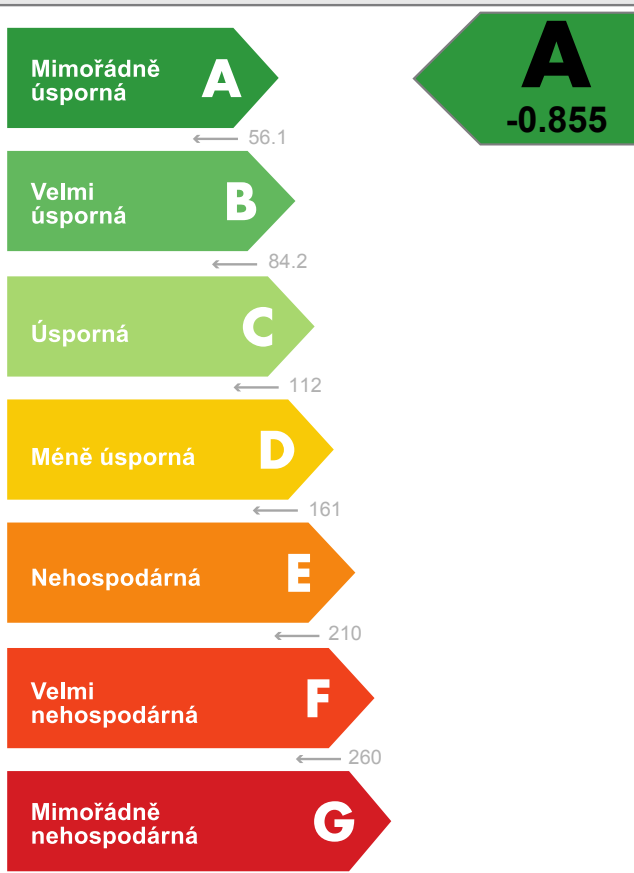 Mimořádně
úsporná
A
A
-0.855
← 56.1
Velmi
úsporná
B
← 84.2
Úsporná
C
← 112
Méně úsporná
D
← 161
Nehospodárná
E
← 210
Velmi
nehospodárná
F
← 260
Mimořádně
nehospodárná
G